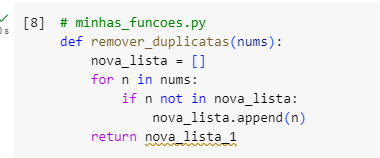 [8] # minhas_funcoes.py
def remover_duplicatas(nums):
    nova_lista = []
    for n in nums:
        if n not in nova_lista:
            nova_lista.append(n)
    return nova_lista_1